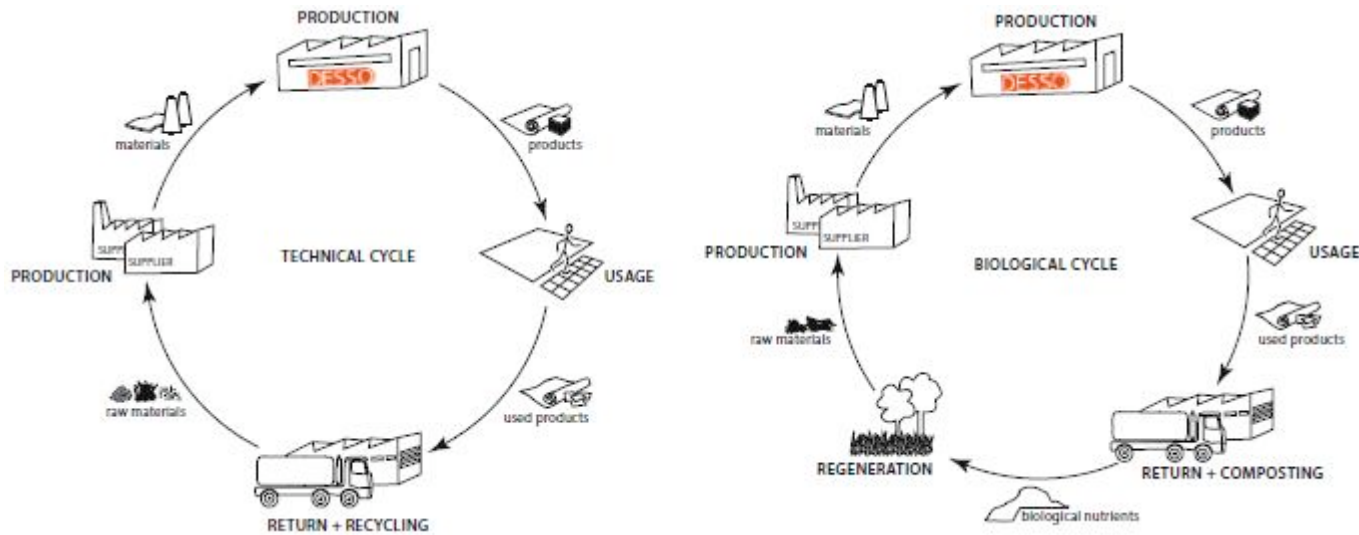 PRODUCTION
DESSO
materials
products
SUPPLIER
PRODUCTION
TECHNICAL CYCLE
USAGE
raw materials
used products
RETURN + RECYCLING
PRODUCTION
DESSO
materials
products
SUPPLIER
PRODUCTION
BIOLOGICAL CYCLE
USAGE
raw materials
used products
REGENERATION
RETURN + COMPOSTING
biological nutrients